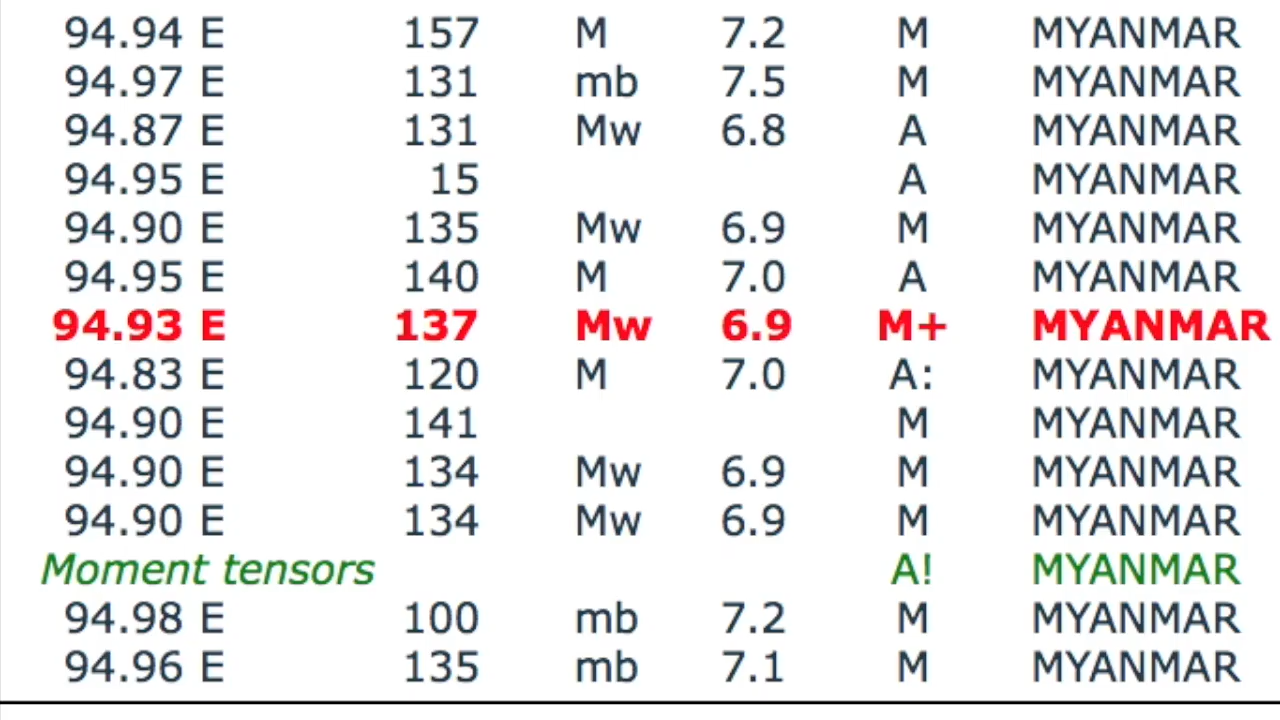 94.94 E 157 M 7.2 M MYANMAR
94.97 E 131 mb 7.5 M MYANMAR
94.87 E 131 Mw 6.8 A MYANMAR
94.95 E 15 A MYANMAR
94.90 E 135 Mw 6.9 M MYANMAR
94.95 E 140 M 7.0 A MYANMAR
94.93 E 137 Mw 6.9 M+ MYANMAR
94.83 E 120 M 7.0 A: MYANMAR
94.90 E 141 M MYANMAR
94.90 E 134 Mw 6.9 M MYANMAR
94.90 E 134 Mw 6.9 M MYANMAR
Moment tensors A! MYANMAR
94.98 E 100 mb 7.2 M MYANMAR
94.96 E 135 mb 7.1 M MYANMAR